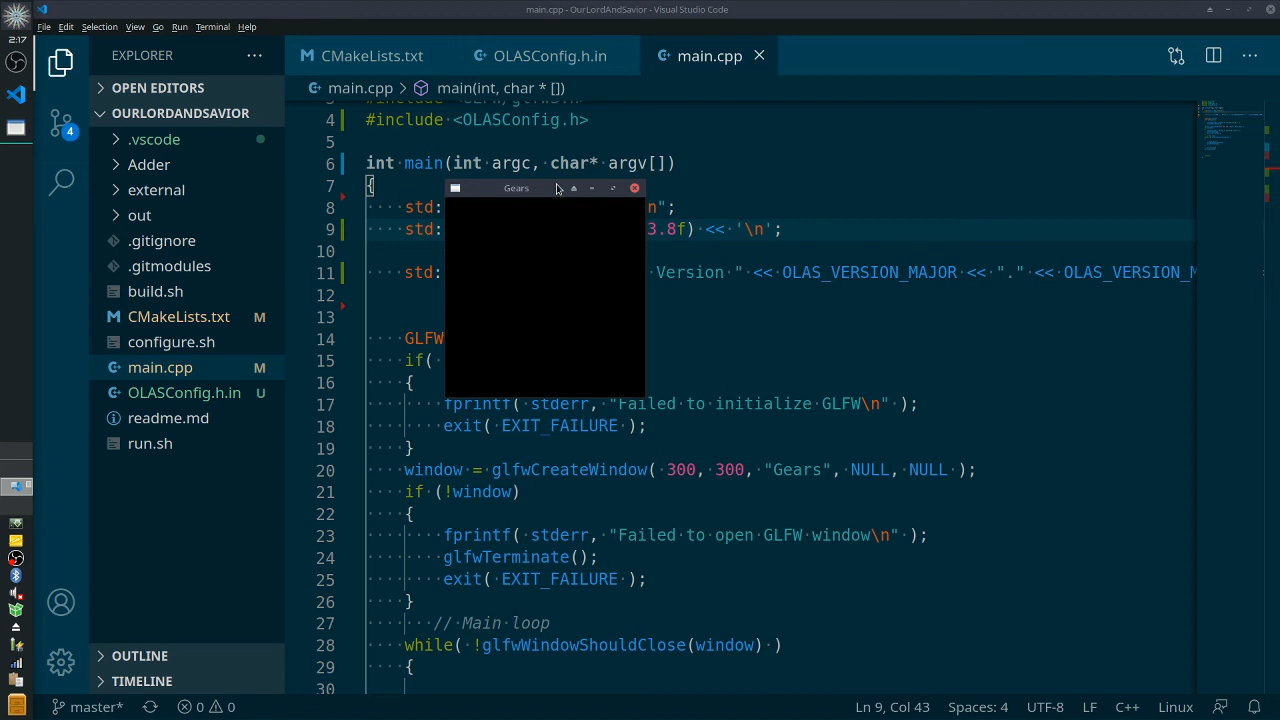 main.cpp - OurLordAndSavior - Visual Studio Code
File Edit Selection View Go Run Terminal Help
2:17
EXPLORER
OPEN EDITORS
OURLORDANDSAVIOR
.vscode
Adder
external
out
.gitignore
.gitmodules
build.sh
CMakeLists.txt M
configure.sh
main.cpp M
OLASConfig.h.in U
readme.md
run.sh
OUTLINE
TIMELINE
4
CMakeLists.txt
OLASConfig.h.in
main.cpp
main.cpp > main(int, char * [])
4 #include <OLASConfig.h>
5
6 int main(int argc, char* argv[])
7 {
8 std: n";
9 std: 3.8f) << '\n';
10
11 std: Version " << OLAS_VERSION_MAJOR << "." << OLAS_VERSION_M
12
13
14 GLFW
15 if(
16 {
17 fprintf( stderr, "Failed to initialize GLFW\n" );
18 exit( EXIT_FAILURE );
19 }
20 window = glfwCreateWindow( 300, 300, "Gears", NULL, NULL );
21 if (!window)
22 {
23 fprintf( stderr, "Failed to open GLFW window\n" );
24 glfwTerminate();
25 exit( EXIT_FAILURE );
26 }
27 // Main loop
28 while( !glfwWindowShouldClose(window) )
29 {
30
Gears
master* 0 0 Ln 9, Col 43 Spaces: 4 UTF-8 LF C++ Linux